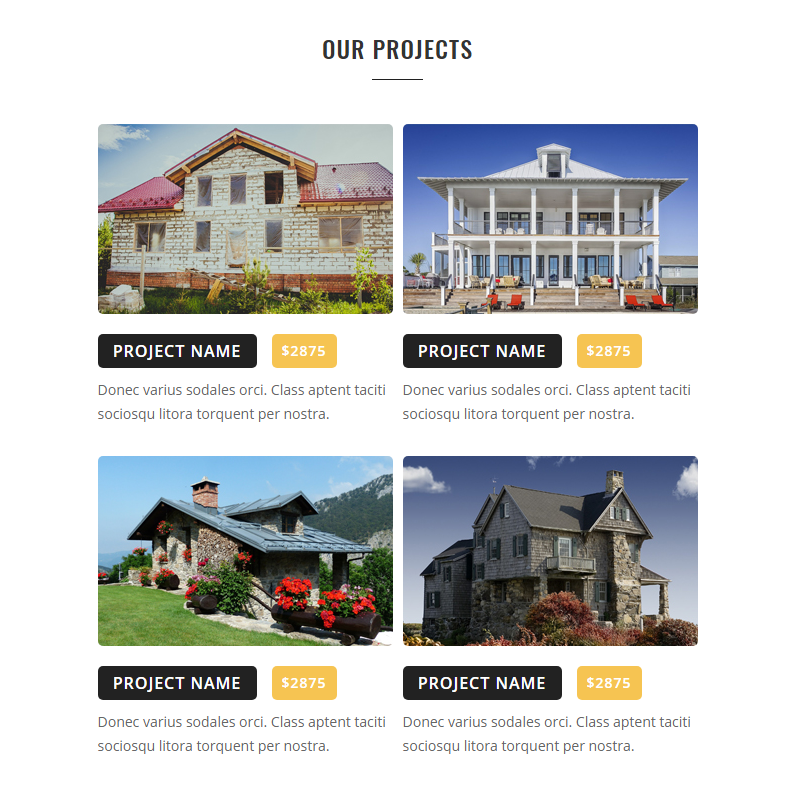 OUR PROJECTS
PROJECT NAME $2875
Donec varius sodales orci. Class aptent taciti
sociosqu litora torquent per nostra.
PROJECT NAME $2875
Donec varius sodales orci. Class aptent taciti
sociosqu litora torquent per nostra.
PROJECT NAME $2875
Donec varius sodales orci. Class aptent taciti
sociosqu litora torquent per nostra.
PROJECT NAME $2875
Donec varius sodales orci. Class aptent taciti
sociosqu litora torquent per nostra.